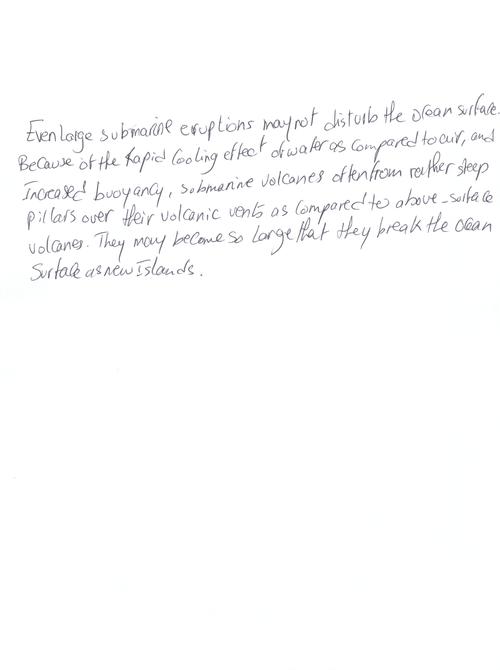 Even large submarine eruptions may not disturb the ocean surface.
Because of the rapid cooling effect of water as compared to air, and
Increased buoyancy, submarine volcanoes often from rather steep
pillars over their volcanic vents as compared to above-surface
volcanoes. They may become so large that they break the ocean
Surface as new Islands.